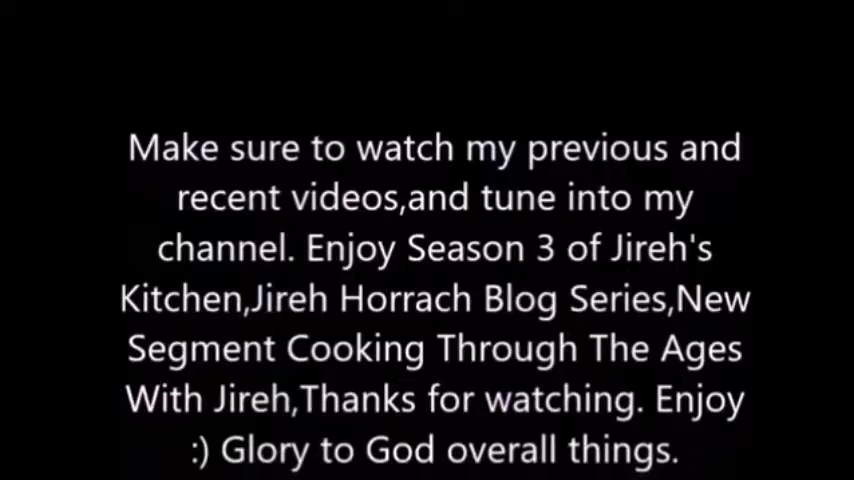 Make sure to watch my previous and
recent videos,and tune into my
channel. Enjoy Season 3 of Jireh's
Kitchen,Jireh Horrach Blog Series,New
Segment Cooking Through The Ages
With Jireh,Thanks for watching. Enjoy
:) Glory to God overall things.